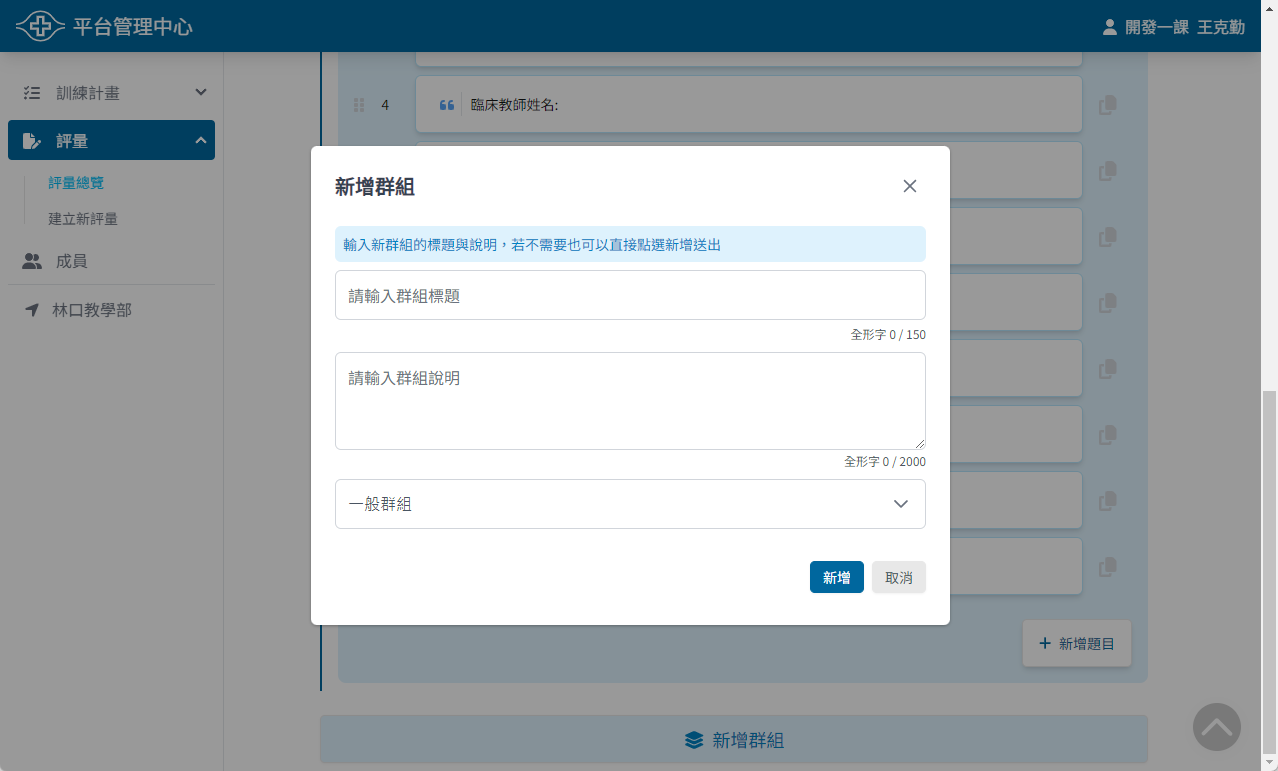 平台管理中心
開發一課 王克勤
訓練計畫
評量
評量總覽
建立新評量
成員
林口教學部
4
臨床教師姓名:
新增群組
輸入新群組的標題與說明，若不需要也可以直接點選新增送出
請輸入群組標題
全形字 0 / 150
請輸入群組說明
全形字 0 / 2000
一般群組
新增 取消
新增題目
新增群組